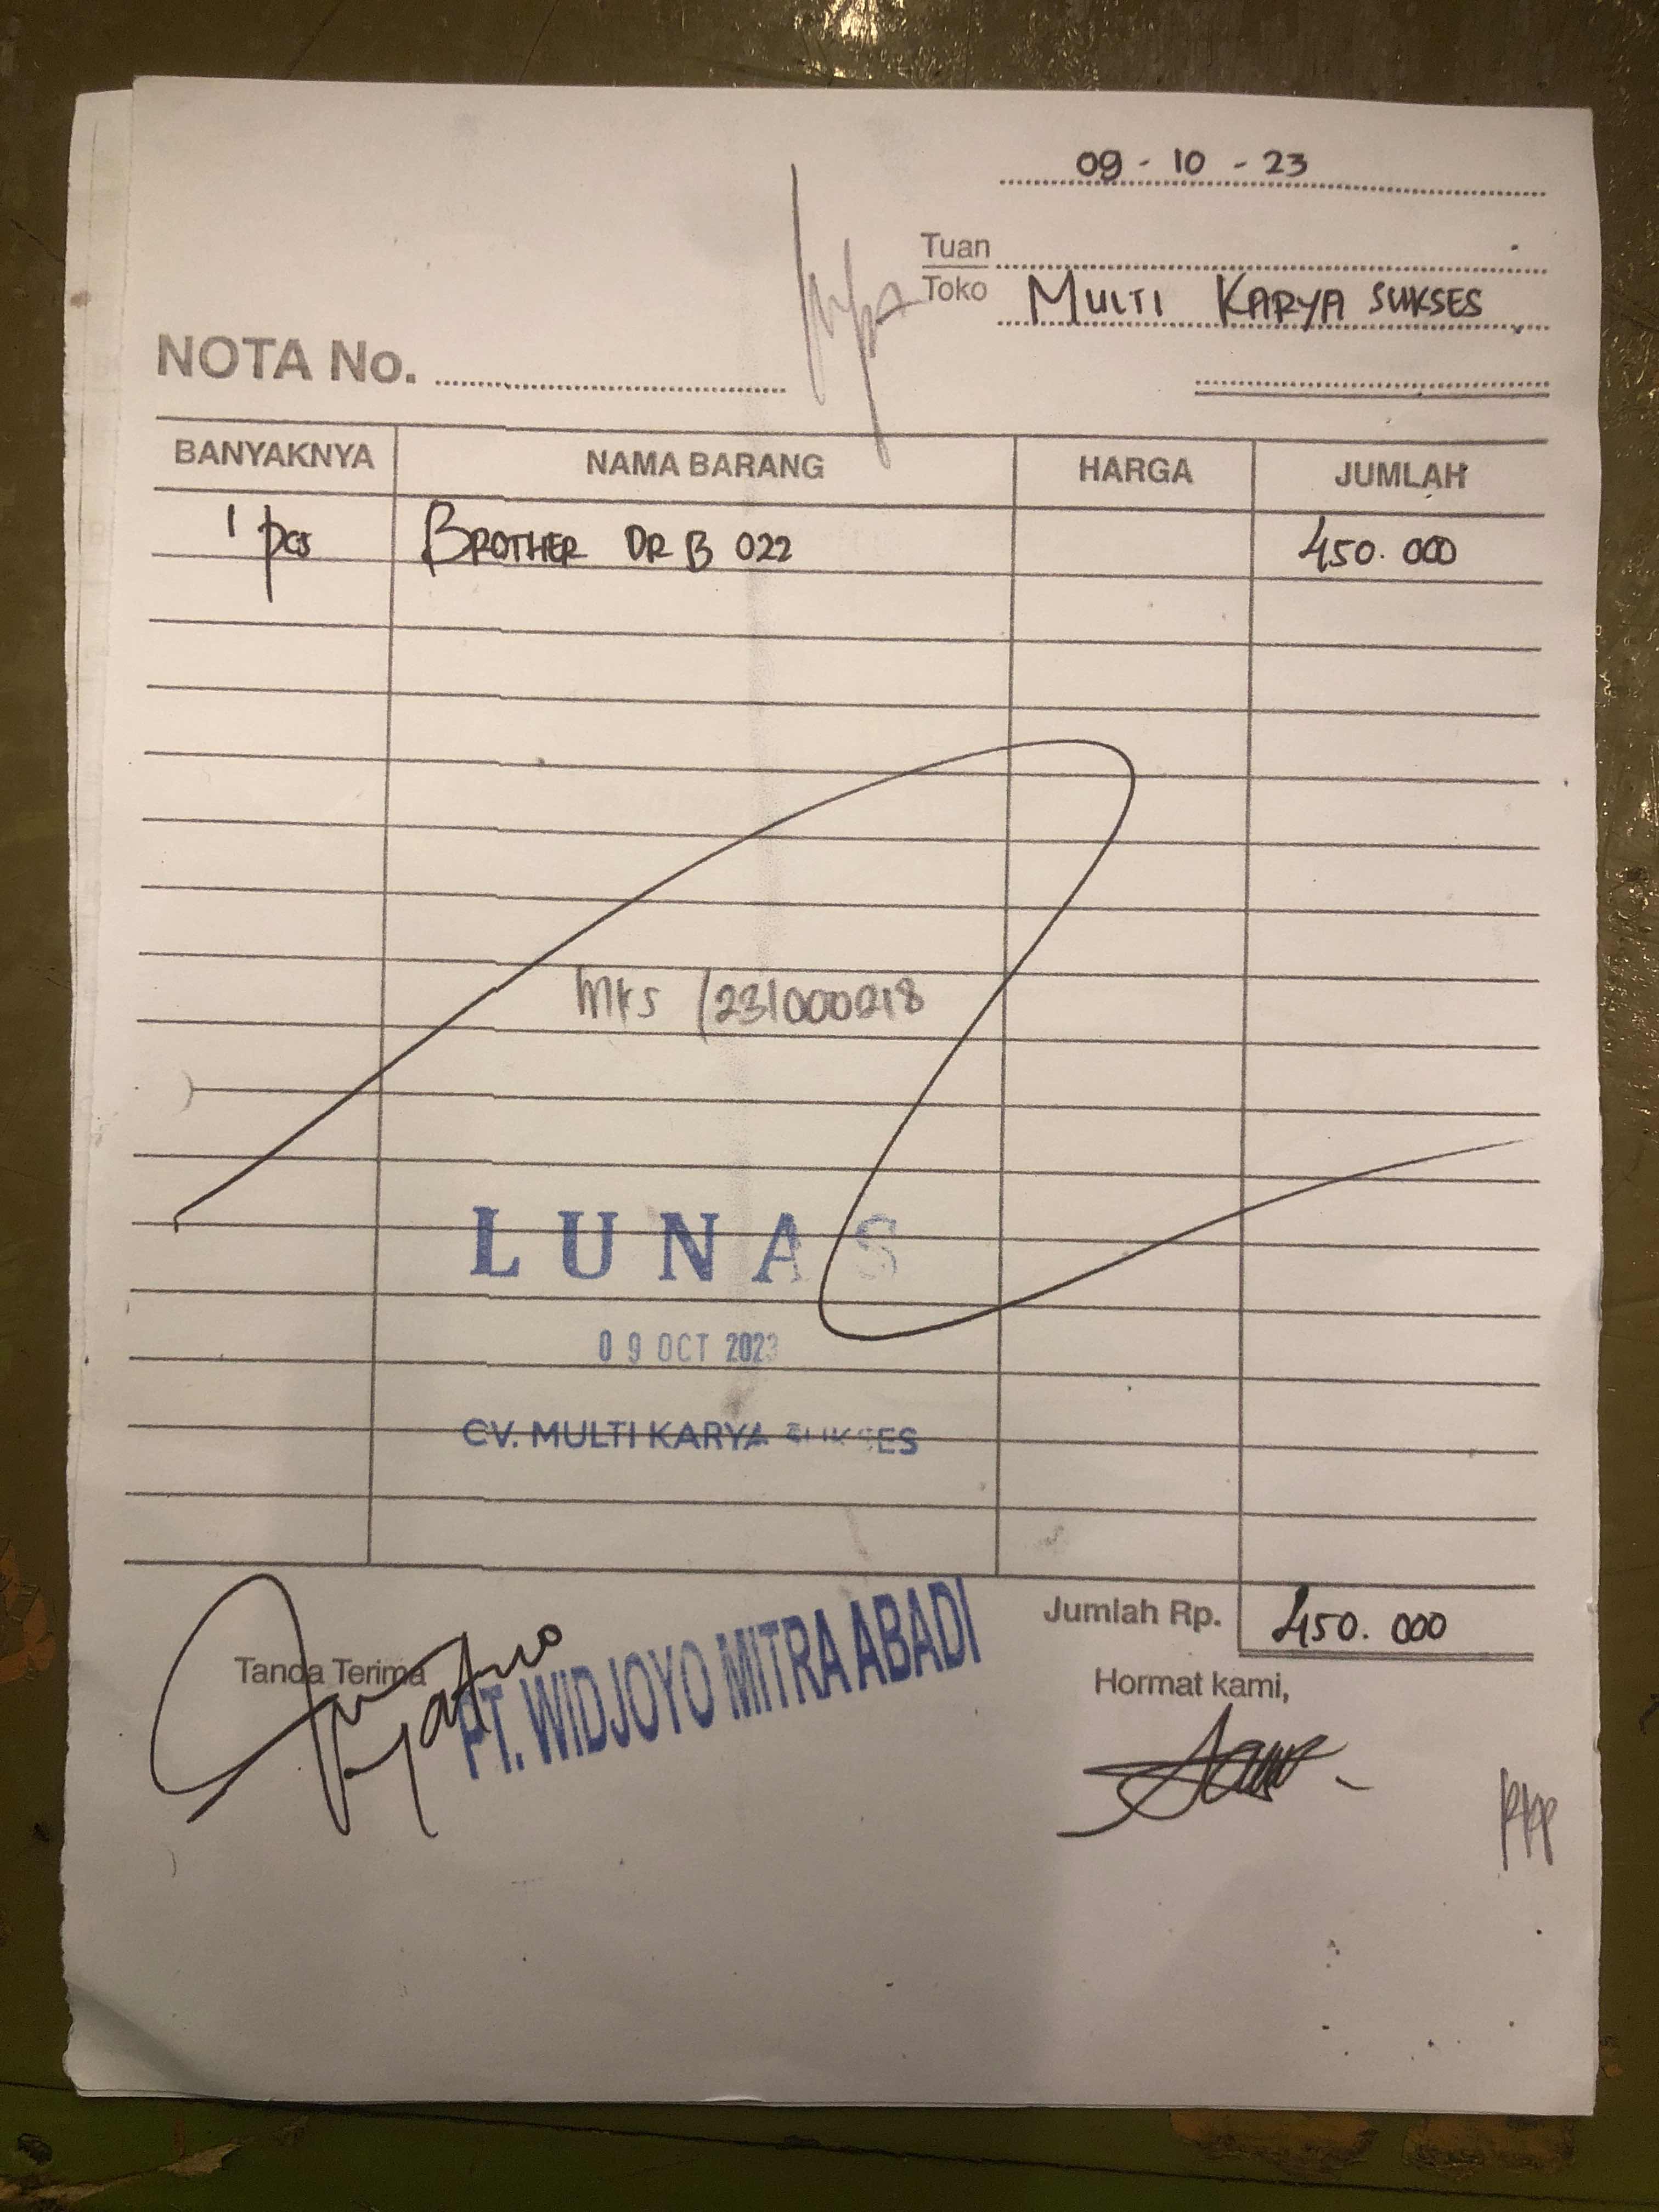 09 - 10 - 23
Tuan
Toko MULTI KARYA SUKSES
NOTA No.
BANYAKNYA NAMA BARANG HARGA JUMLAH
1 pcs BROTHER DR B 022 450.000
MKS /231000218
LUNAS
09 OCT 2023
CV. MULTI KARYA SUKSES
Jumlah Rp. 450.000
Tanda Terima
PT. WIDJOYO MITRA ABADI
Hormat kami,